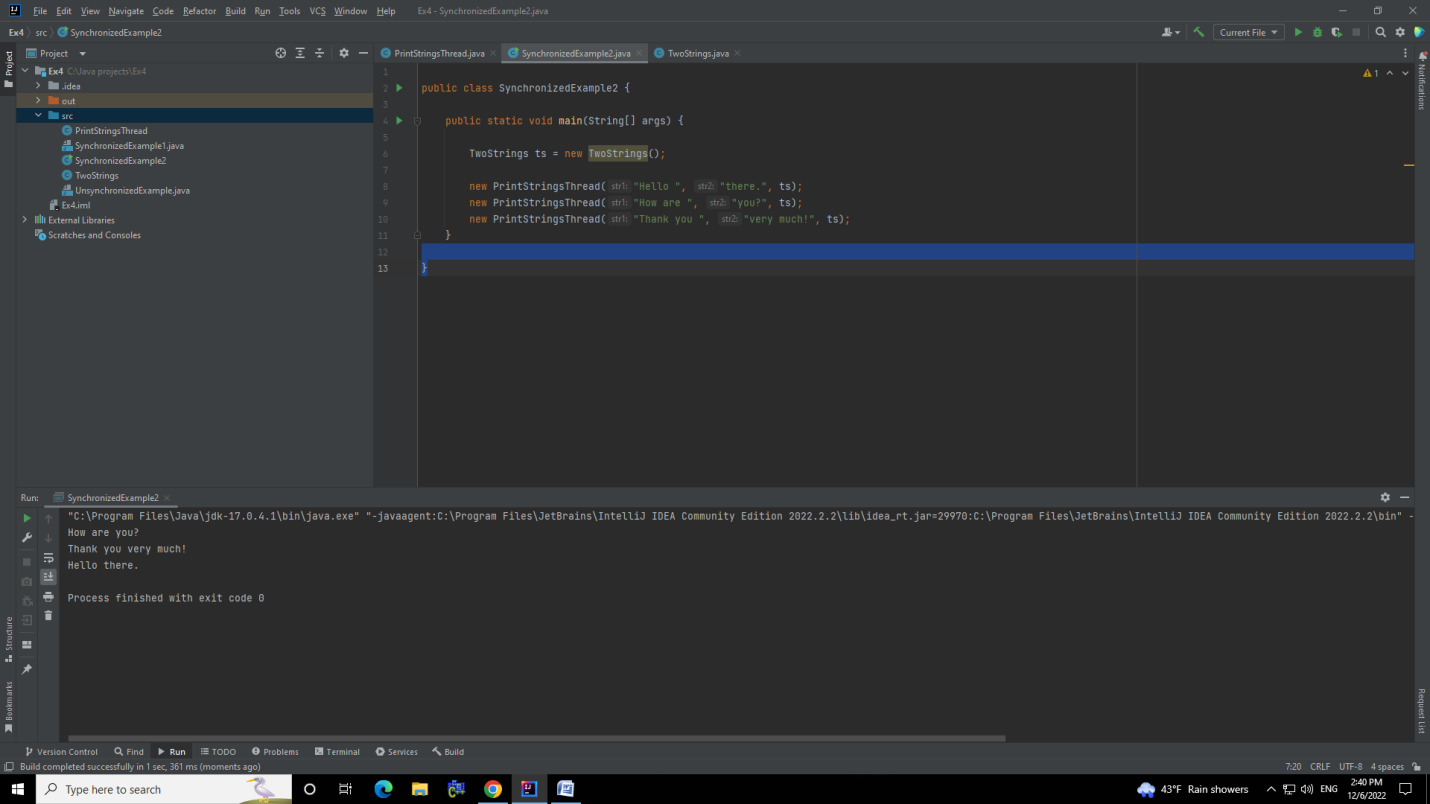 File Edit View Navigate Code Refactor Build Run Tools VCS Window Help Ex4 - SynchronizedExample2.java
Ex4 src SynchronizedExample2
Current File
Project
Project
PrintStringsThread.java SynchronizedExample2.java TwoStrings.java
Notifications
Ex4 C:\Java projects\Ex4
.idea
out
src
PrintStringsThread
SynchronizedExample1.java
SynchronizedExample2
TwoStrings
UnsynchronizedExample.java
Ex4.iml
External Libraries
Scratches and Consoles
1
1
2 public class SynchronizedExample2 {
3
4 public static void main(String[] args) {
5
6 TwoStrings ts = new TwoStrings();
7
8 new PrintStringsThread( str1: "Hello ", str2: "there.", ts);
9 new PrintStringsThread( str1: "How are ", str2: "you?", ts);
10 new PrintStringsThread( str1: "Thank you ", str2: "very much!", ts);
11 }
12
13 }
Run: SynchronizedExample2
"C:\Program Files\Java\jdk-17.0.4.1\bin\java.exe" "-javaagent:C:\Program Files\JetBrains\IntelliJ IDEA Community Edition 2022.2.2\lib\idea_rt.jar=29970:C:\Program Files\JetBrains\IntelliJ IDEA Community Edition 2022.2.2\bin" -
How are you?
Thank you very much!
Hello there.
Process finished with exit code 0
Structure
Bookmarks
Request List
Version Control Find Run TODO Problems Terminal Services Build
Build completed successfully in 1 sec, 361 ms (moments ago) 7:20 CRLF UTF-8 4 spaces
Type here to search
43°F Rain showers ENG
2:40 PM
12/6/2022